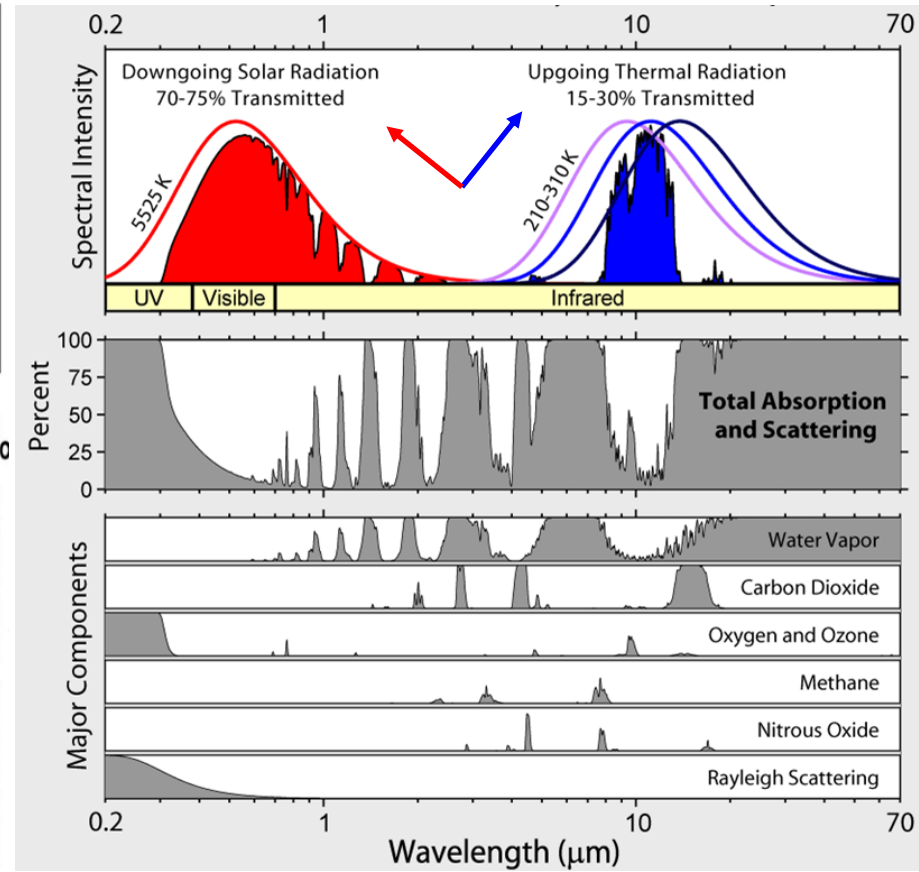 0.2 1 10 70
Downgoing Solar Radiation
70-75% Transmitted
Upgoing Thermal Radiation
15-30% Transmitted
Spectral Intensity
5525 K
210-310 K
UV Visible Infrared
Percent
100
75
50
25
0
Total Absorption
and Scattering
Major Components
Water Vapor
Carbon Dioxide
Oxygen and Ozone
Methane
Nitrous Oxide
Rayleigh Scattering
0.2 1 10 70
Wavelength (μm)